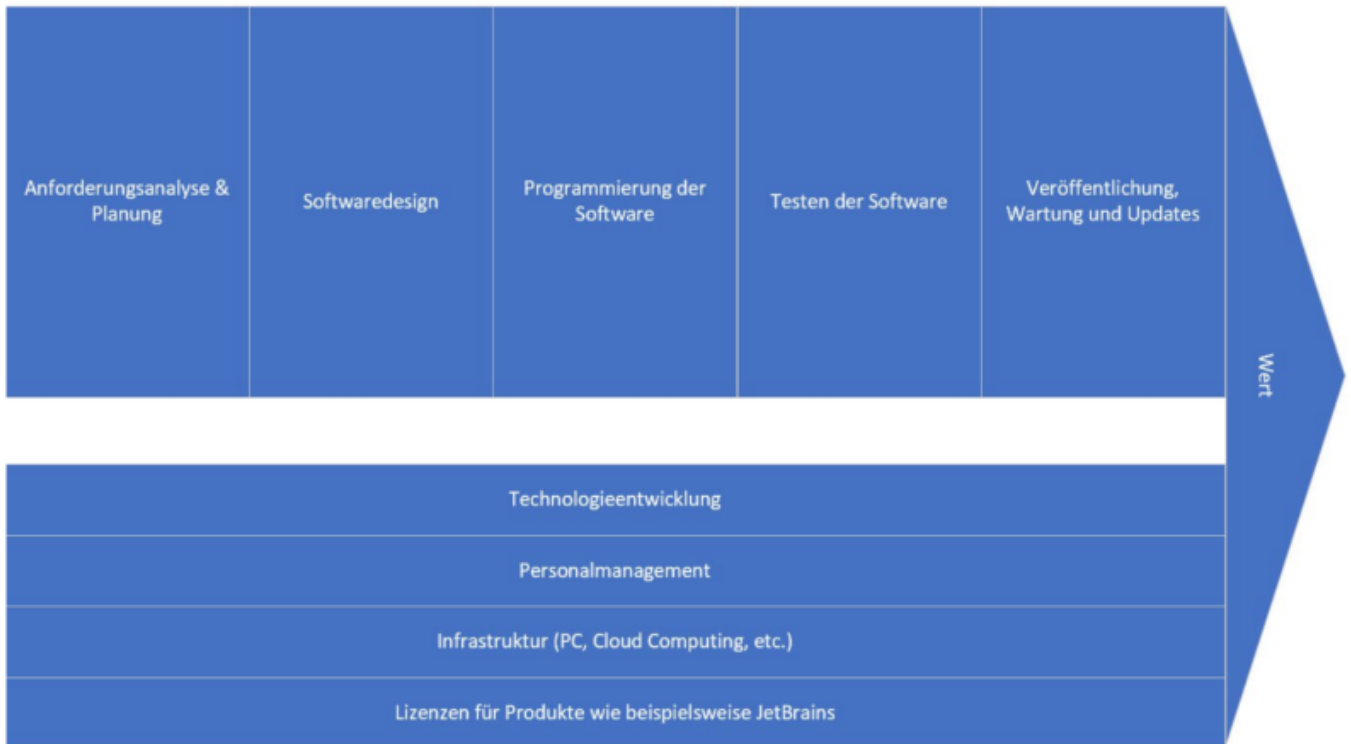 Anforderungsanalyse &
Planung
Softwaredesign
Programmierung der
Software
Testen der Software
Veröffentlichung,
Wartung und Updates
Wert
Technologieentwicklung
Personalmanagement
Infrastruktur (PC, Cloud Computing, etc.)
Lizenzen für Produkte wie beispielsweise JetBrains